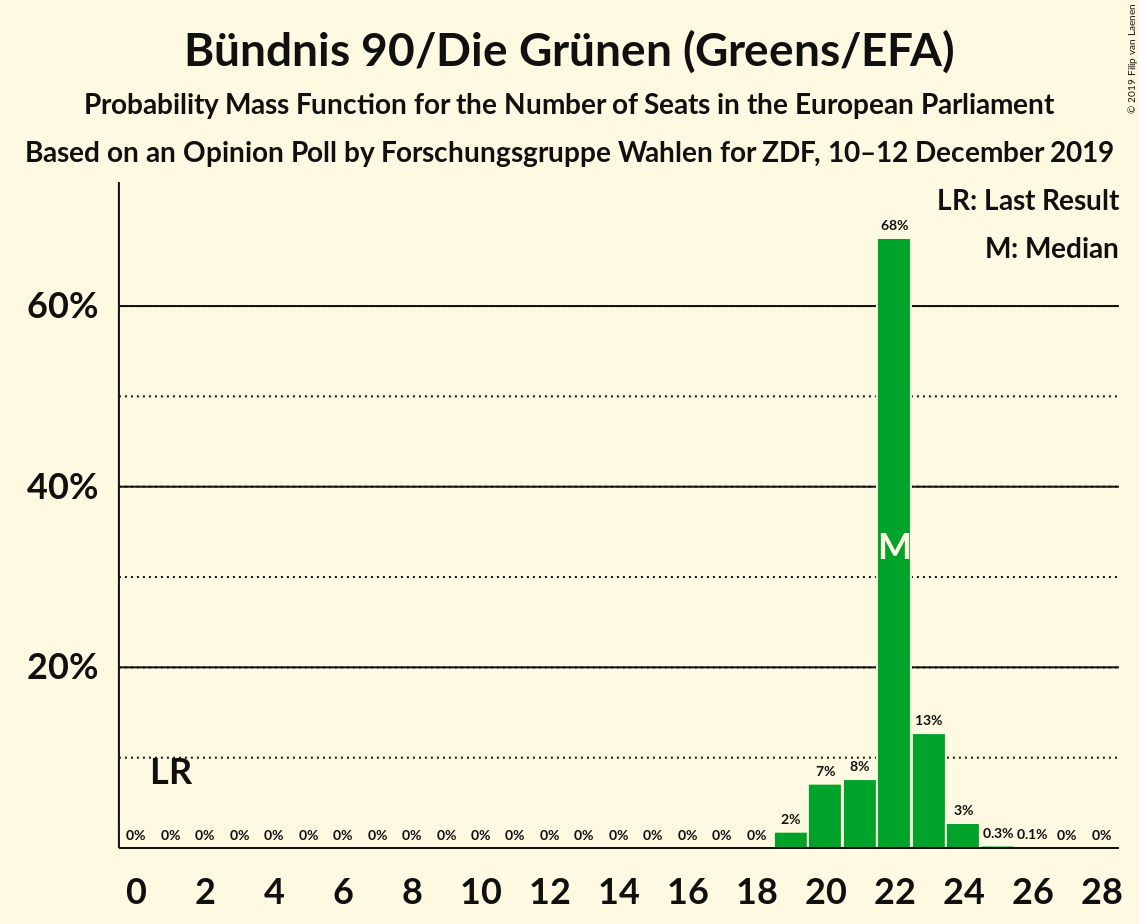 Bündnis 90/Die Grünen (Greens/EFA)
Probability Mass Function for the Number of Seats in the European Parliament
Based on an Opinion Poll by Forschungsgruppe Wahlen for ZDF, 10–12 December 2019
© 2019 Filip van Laenen
LR: Last Result
M: Median
68%
60%
40%
M
20%
13%
LR
7% 8%
2% 3%
0% 0% 0% 0% 0% 0% 0% 0% 0% 0% 0% 0% 0% 0% 0% 0% 0% 0% 0% 0.3% 0.1% 0% 0%
0 2 4 6 8 10 12 14 16 18 20 22 24 26 28